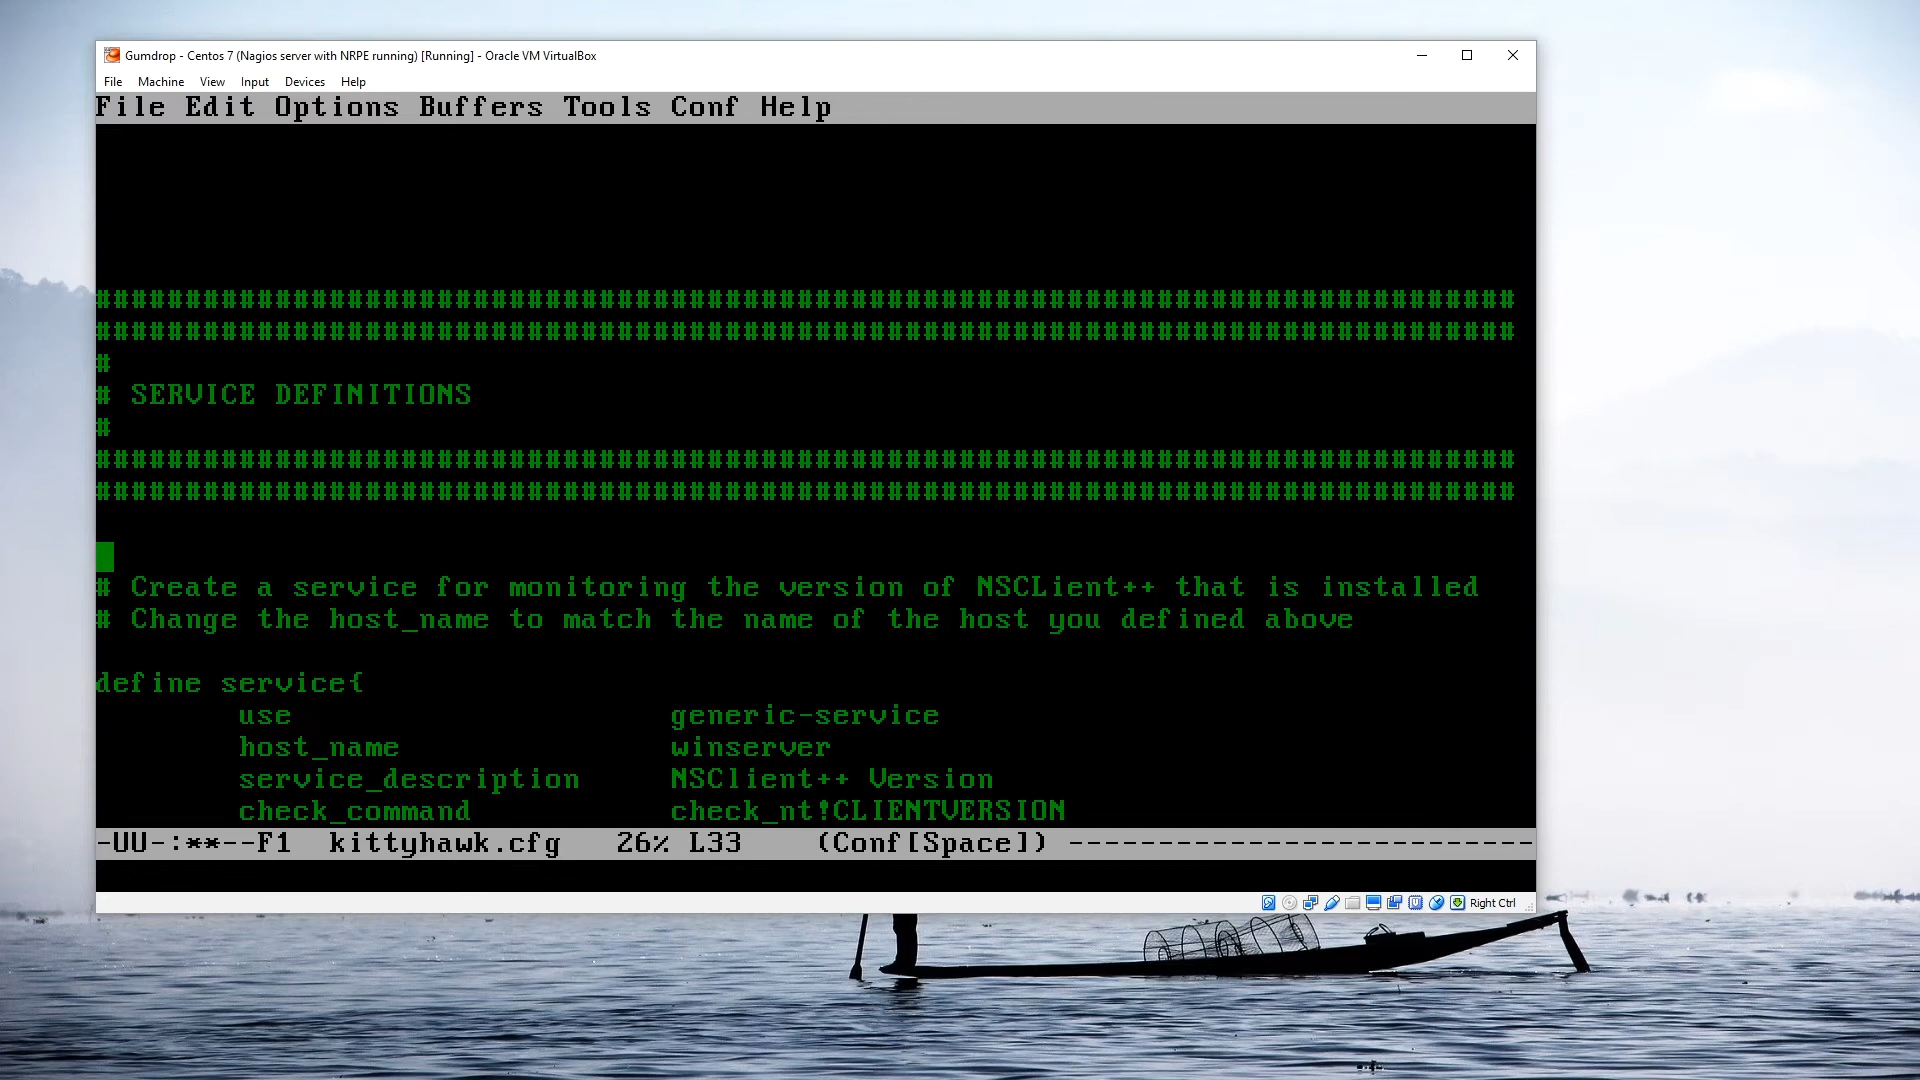 Gumdrop - Centos 7 (Nagios server with NRPE running) [Running] - Oracle VM VirtualBox
File Machine View Input Devices Help
File Edit Options Buffers Tools Conf Help
###############################################################################
###############################################################################
#
# SERVICE DEFINITIONS
#
###############################################################################
###############################################################################
# Create a service for monitoring the version of NSCLient++ that is installed
# Change the host_name to match the name of the host you defined above
define service{
use generic-service
host_name winserver
service_description NSClient++ Version
check_command check_nt!CLIENTVERSION
-UU-:**--F1 kittyhawk.cfg 26% L33 (Conf[Space]) --------------------------
Right Ctrl